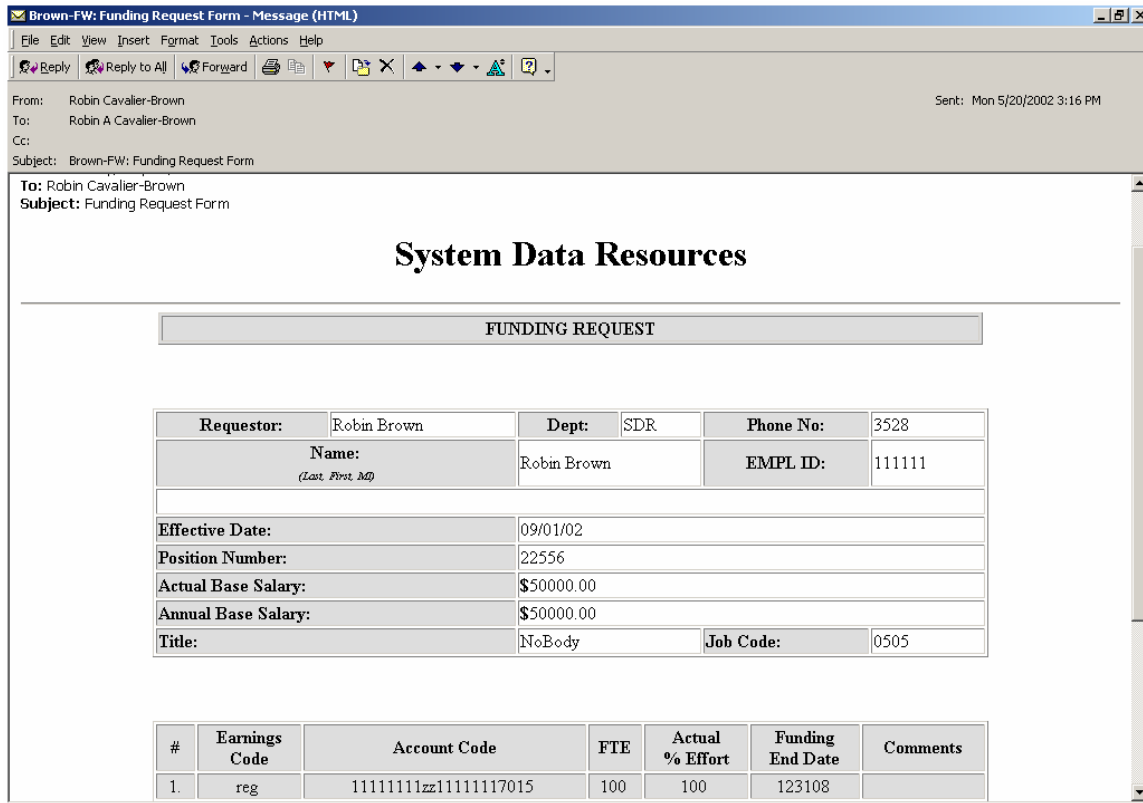 Brown-FW: Funding Request Form - Message (HTML)
File Edit View Insert Format Tools Actions Help
Reply Reply to All Forward
From: Robin Cavalier-Brown Sent: Mon 5/20/2002 3:16 PM
To: Robin A Cavalier-Brown
Cc:
Subject: Brown-FW: Funding Request Form
To: Robin Cavalier-Brown
Subject: Funding Request Form
System Data Resources
FUNDING REQUEST
Requestor: Robin Brown Dept: SDR Phone No: 3528
Name: (Last, First, MI) Robin Brown EMPL ID: 111111
Effective Date: 09/01/02
Position Number: 22556
Actual Base Salary: $50000.00
Annual Base Salary: $50000.00
Title: NoBody Job Code: 0505
# Earnings Code Account Code FTE Actual % Effort Funding End Date Comments
1. reg 11111111zz11111117015 100 100 123108